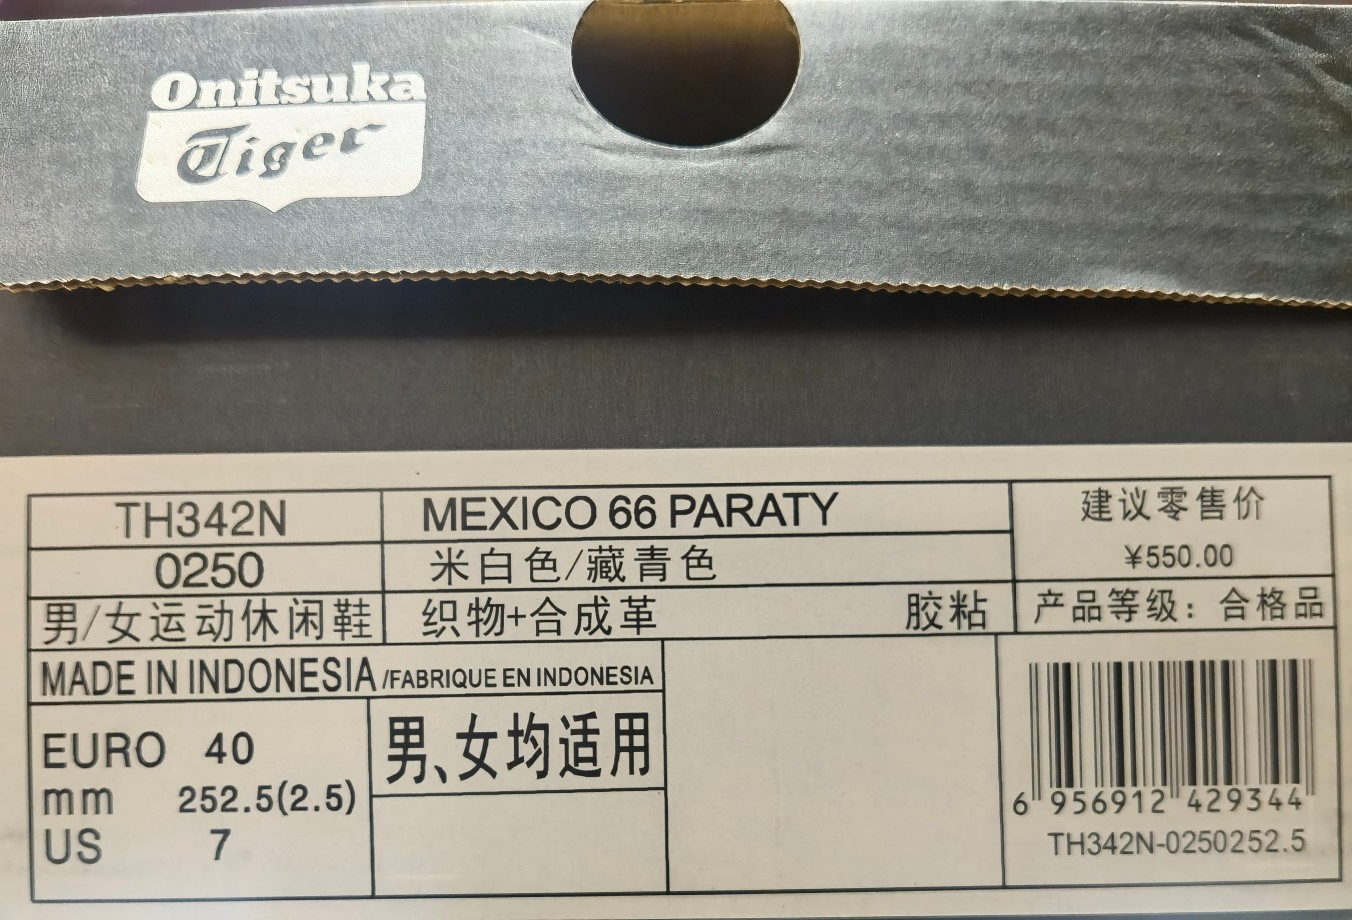 Onitsuka
Tiger
TH342N
MEXICO 66 PARATY
建议零售价
¥550.00
0250
米白色/藏青色
男/女运动休闲鞋
织物+合成革 胶粘
产品等级：合格品
MADE IN INDONESIA/FABRIQUE EN INDONESIA
EURO 40
mm 252.5(2.5)
US 7
男、女均适用
6 956912 429344
TH342N-0250252.5